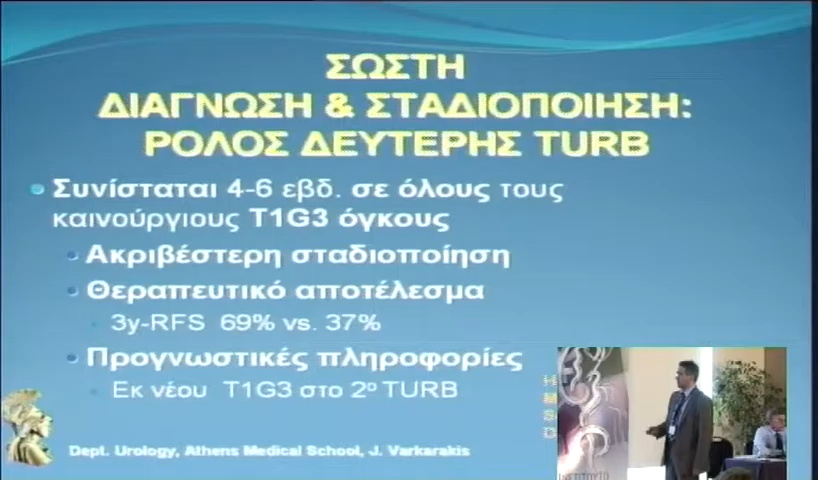 ΣΩΣΤΗ
ΔΙΑΓΝΩΣΗ & ΣΤΑΔΙΟΠΟΙΗΣΗ:
ΡΟΛΟΣ ΔΕΥΤΕΡΗΣ TURB
Συνίσταται 4-6 εβδ. σε όλους τους
καινούργιους T1G3 όγκους
Ακριβέστερη σταδιοποίηση
Θεραπευτικό αποτέλεσμα
3y-RFS 69% vs. 37%
Προγνωστικές πληροφορίες
Εκ νέου T1G3 στο 2º TURB
Dept. Urology, Athens Medical School, J. Varkarakis